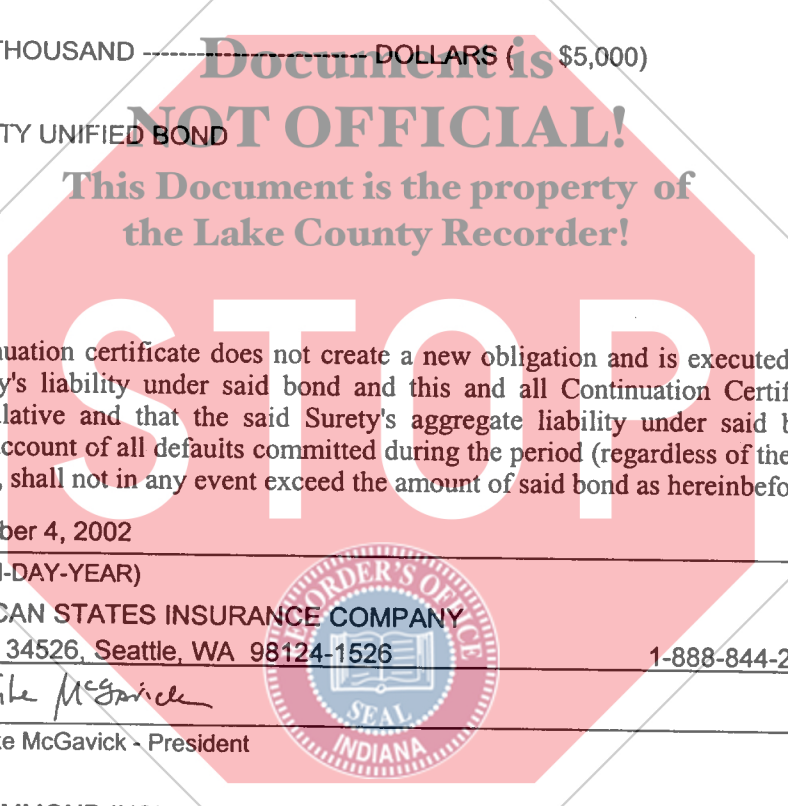 THOUSAND ---------------------------- DOLLARS ( $5,000)
Document is
TY UNIFIED BOND
NOT OFFICIAL!
This Document is the property of
the Lake County Recorder!
STOP
nuation certificate does not create a new obligation and is executed
y's liability under said bond and this and all Continuation Certif
lative and that the said Surety's aggregate liability under said b
ccount of all defauits committed during the period (regardless of the
, shall not in any event exceed the amount of said bond as hereinbefo
ber 4, 2002
-DAY-YEAR)
CAN STATES INSURANCE COMPANY
34526, Seattle, WA 98124-1526 1-888-844-2
ke McGavick
ke McGavick - President
RECORDER'S OFFICE
SEAL
INDIANA